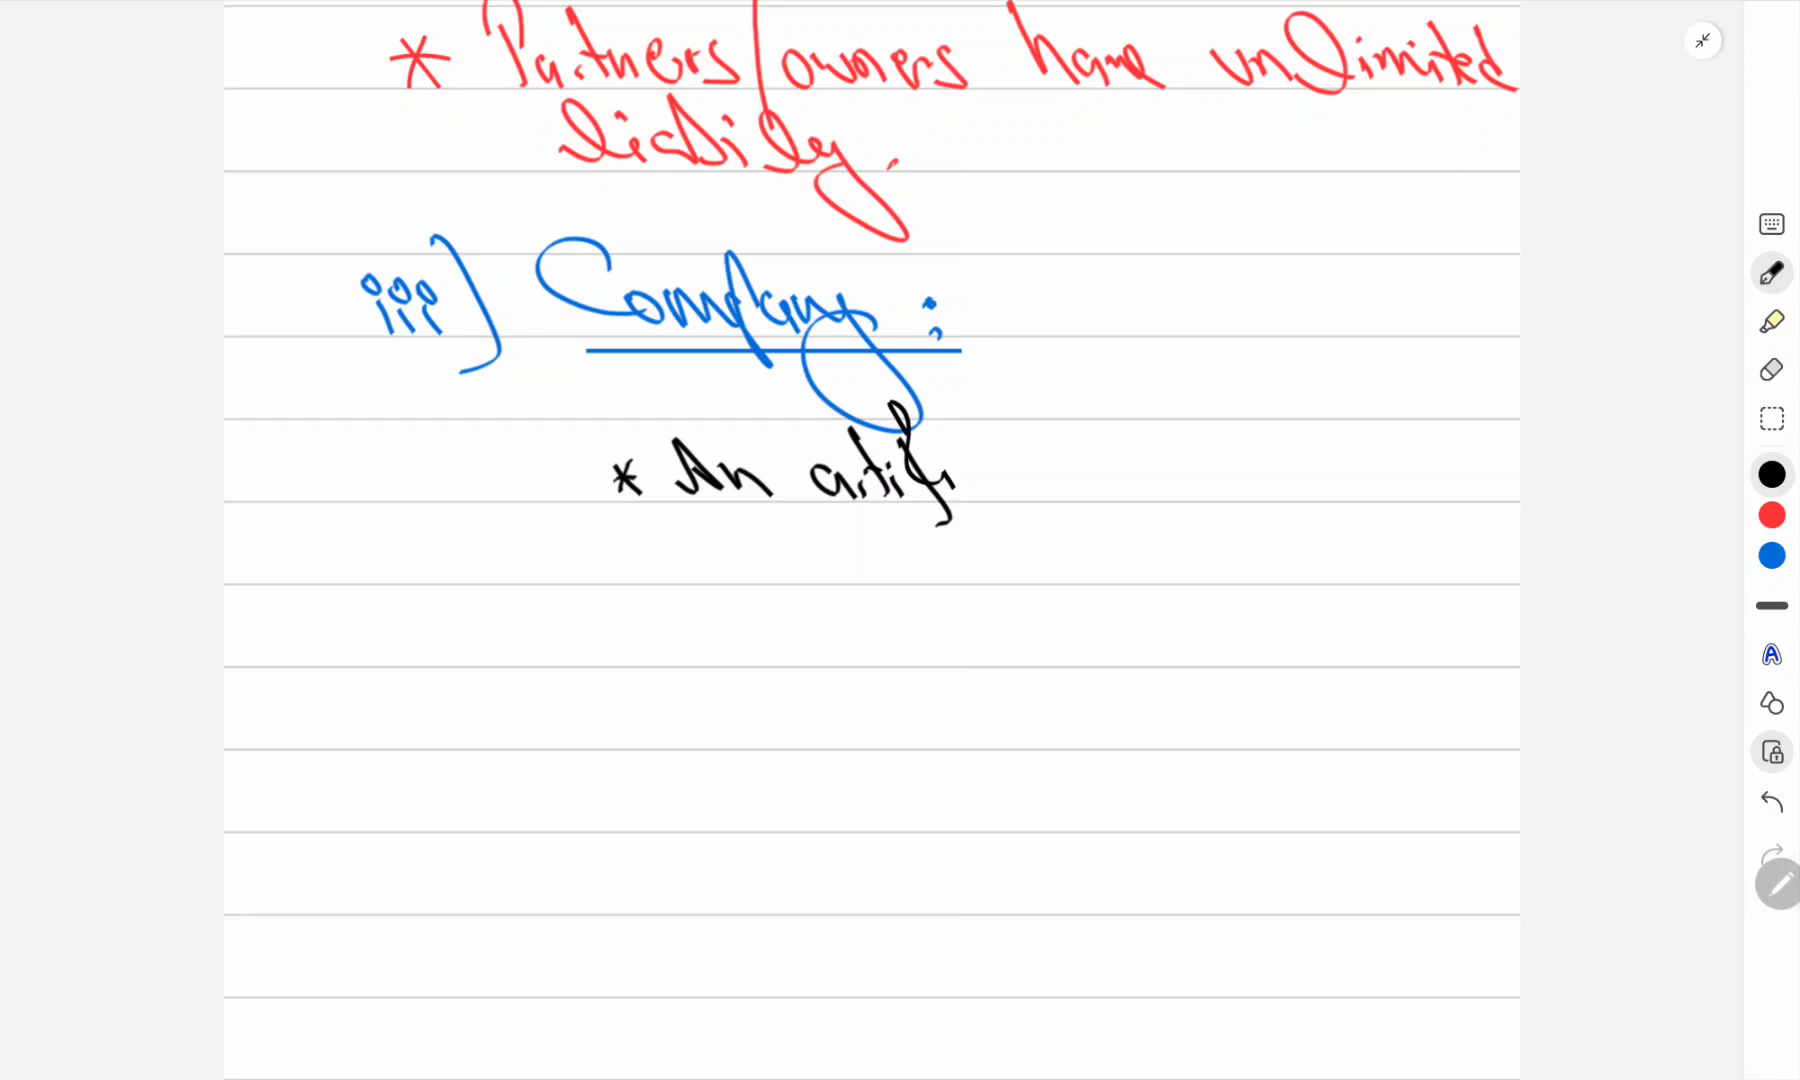 * Partners/owners have unlimited
liability.
iii) Company :
* An artif